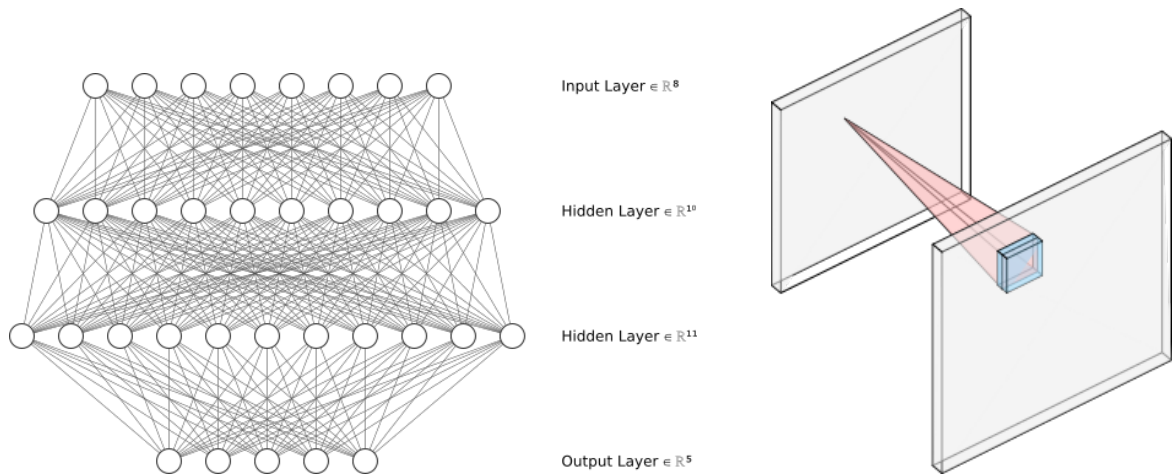 Input Layer ∈ ℝ⁸
Hidden Layer ∈ ℝ¹⁰
Hidden Layer ∈ ℝ¹¹
Output Layer ∈ ℝ⁵